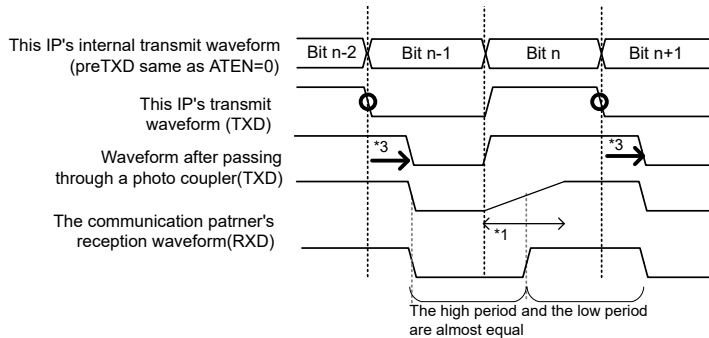 This IP's internal transmit waveform
(preTXD same as ATEN=0)
Bit n-2
Bit n-1
Bit n
Bit n+1
This IP's transmit
waveform (TXD)
*3
*3
Waveform after passing
through a photo coupler(TXD)
*1
The communication patrner's
reception waveform(RXD)
The high period and the low period
are almost equal